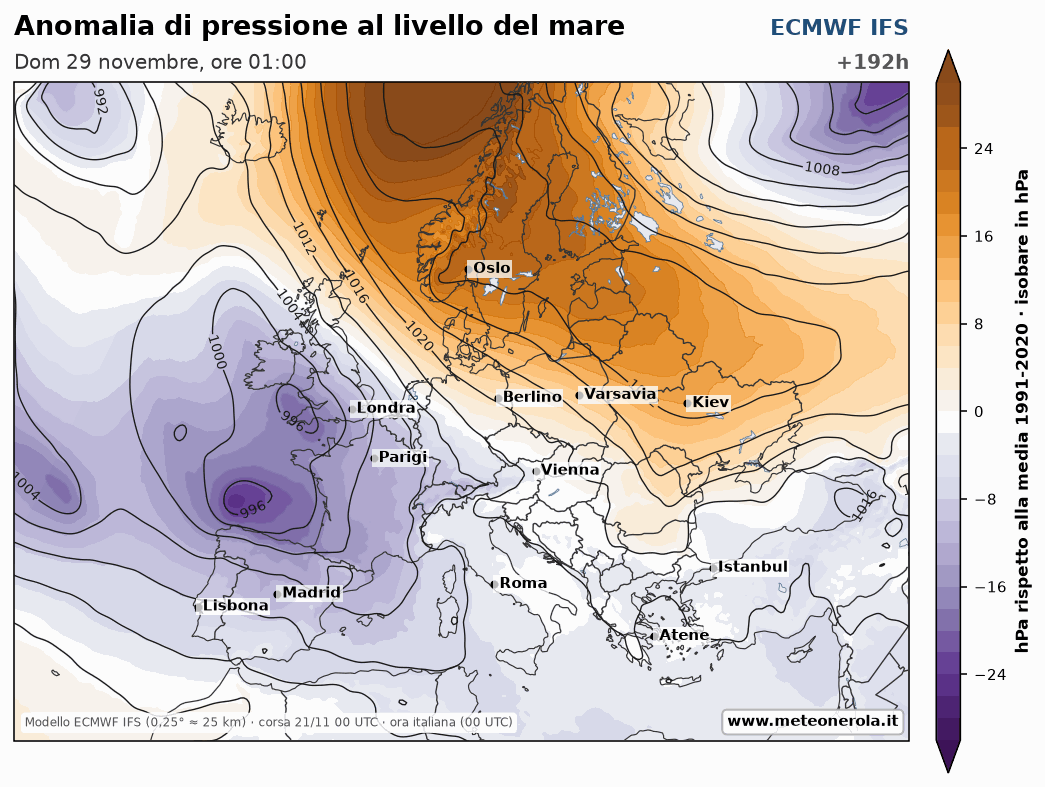 Anomalia di pressione al livello del mare
ECMWF IFS
Dom 29 novembre, ore 01:00
+192h
992
1008
1012
1016
1004
1020
1000
996
996
1004
1016
Oslo
Berlino
Varsavia
Kiev
Londra
Parigi
Vienna
Istanbul
Roma
Madrid
Lisbona
Atene
Modello ECMWF IFS (0,25° ≈ 25 km) · corsa 21/11 00 UTC · ora italiana (00 UTC)
www.meteonerola.it
24
16
8
0
−8
−16
−24
hPa rispetto alla media 1991-2020 · isobare in hPa